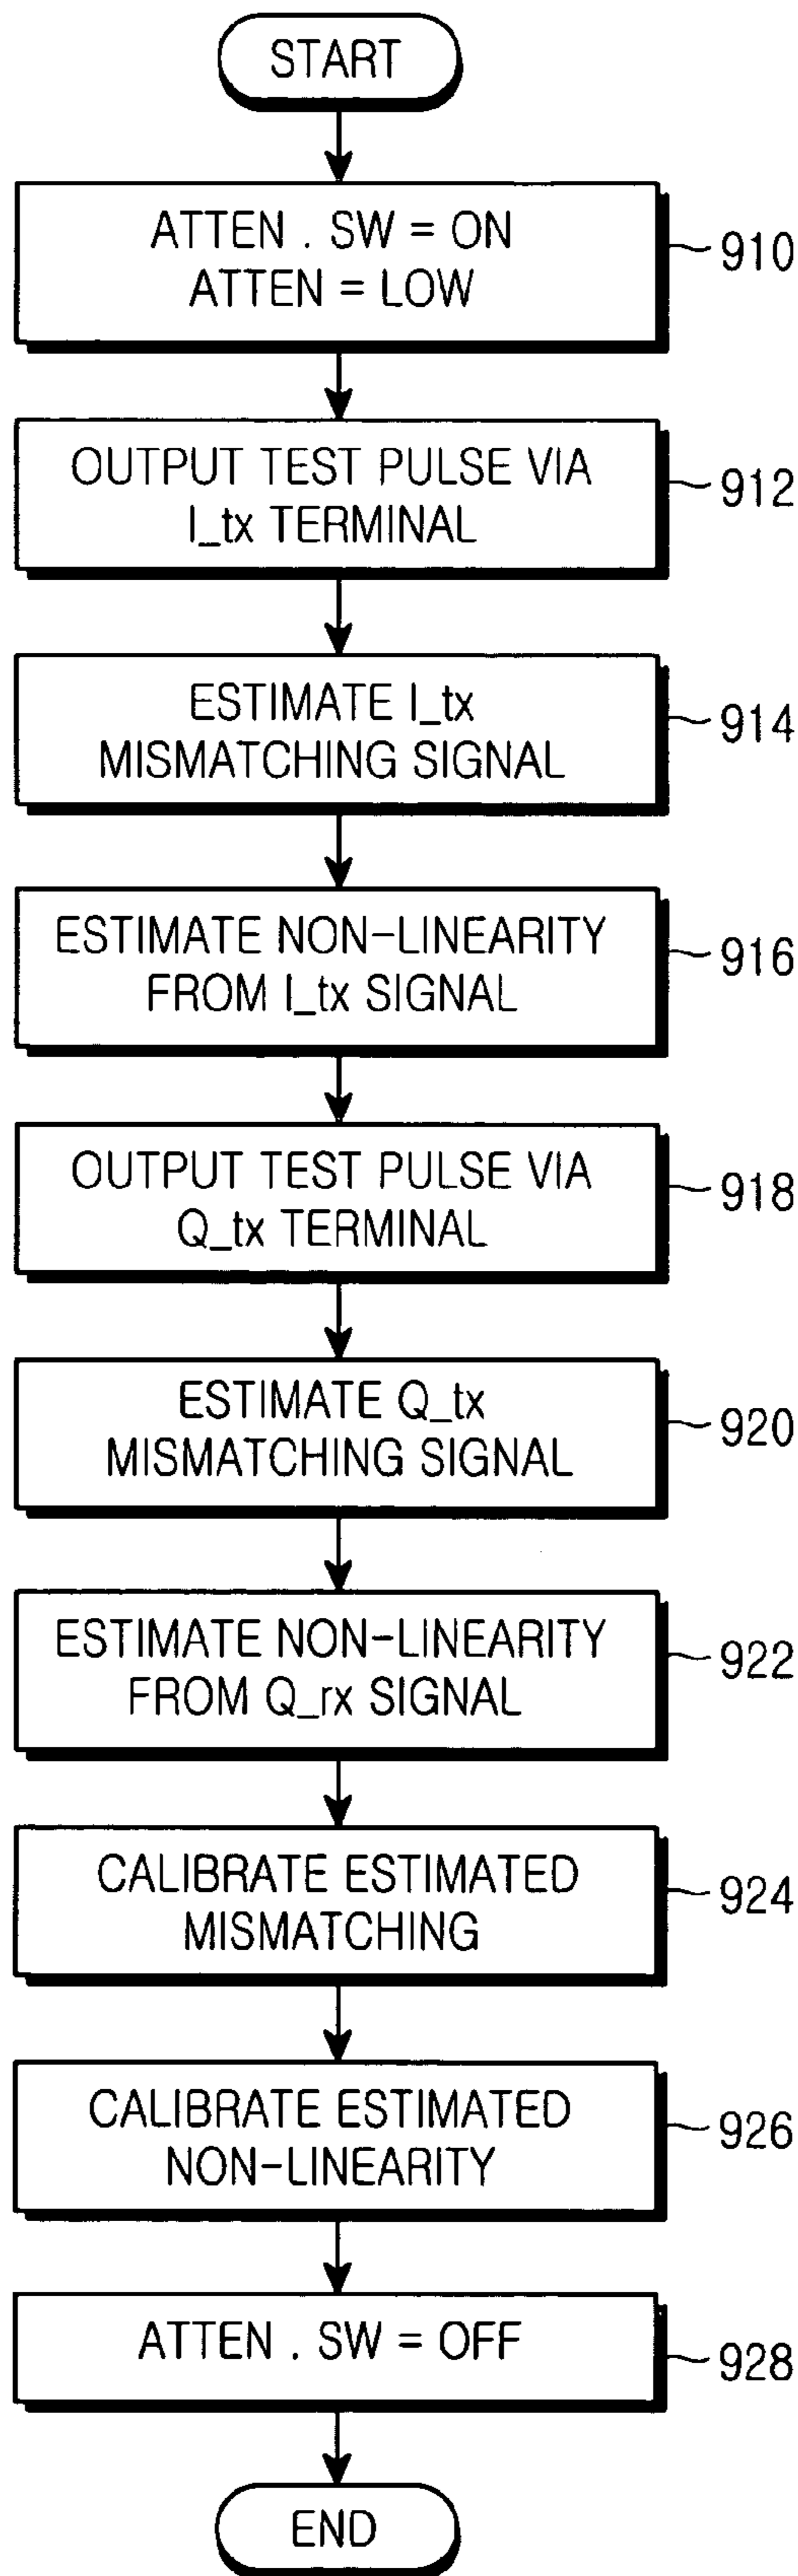 START
ATTEN . SW = ON
ATTEN = LOW
910
OUTPUT TEST PULSE VIA
I_tx TERMINAL
912
ESTIMATE I_tx
MISMATCHING SIGNAL
914
ESTIMATE NON-LINEARITY
FROM I_tx SIGNAL
916
OUTPUT TEST PULSE VIA
Q_tx TERMINAL
918
ESTIMATE Q_tx
MISMATCHING SIGNAL
920
ESTIMATE NON-LINEARITY
FROM Q_rx SIGNAL
922
CALIBRATE ESTIMATED
MISMATCHING
924
CALIBRATE ESTIMATED
NON-LINEARITY
926
ATTEN . SW = OFF
928
END